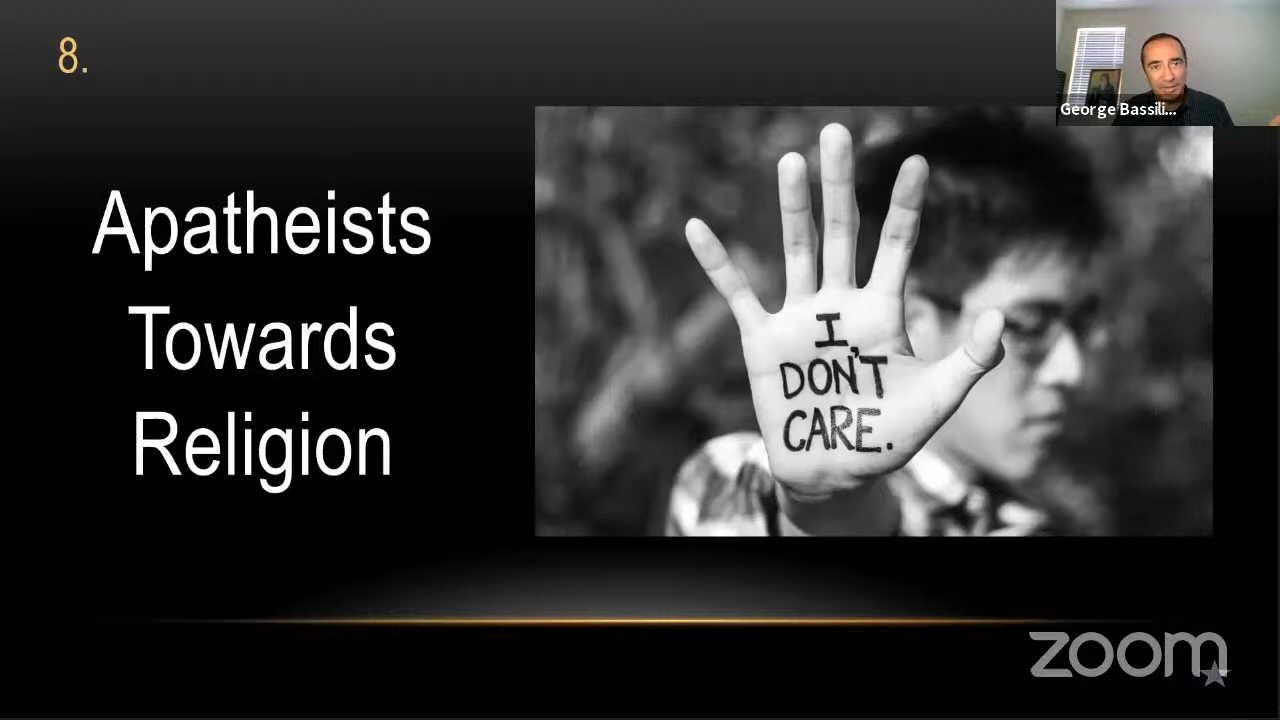 8.
George Bassili...
Apatheists
Towards
Religion
I
DON'T
CARE.
zoom